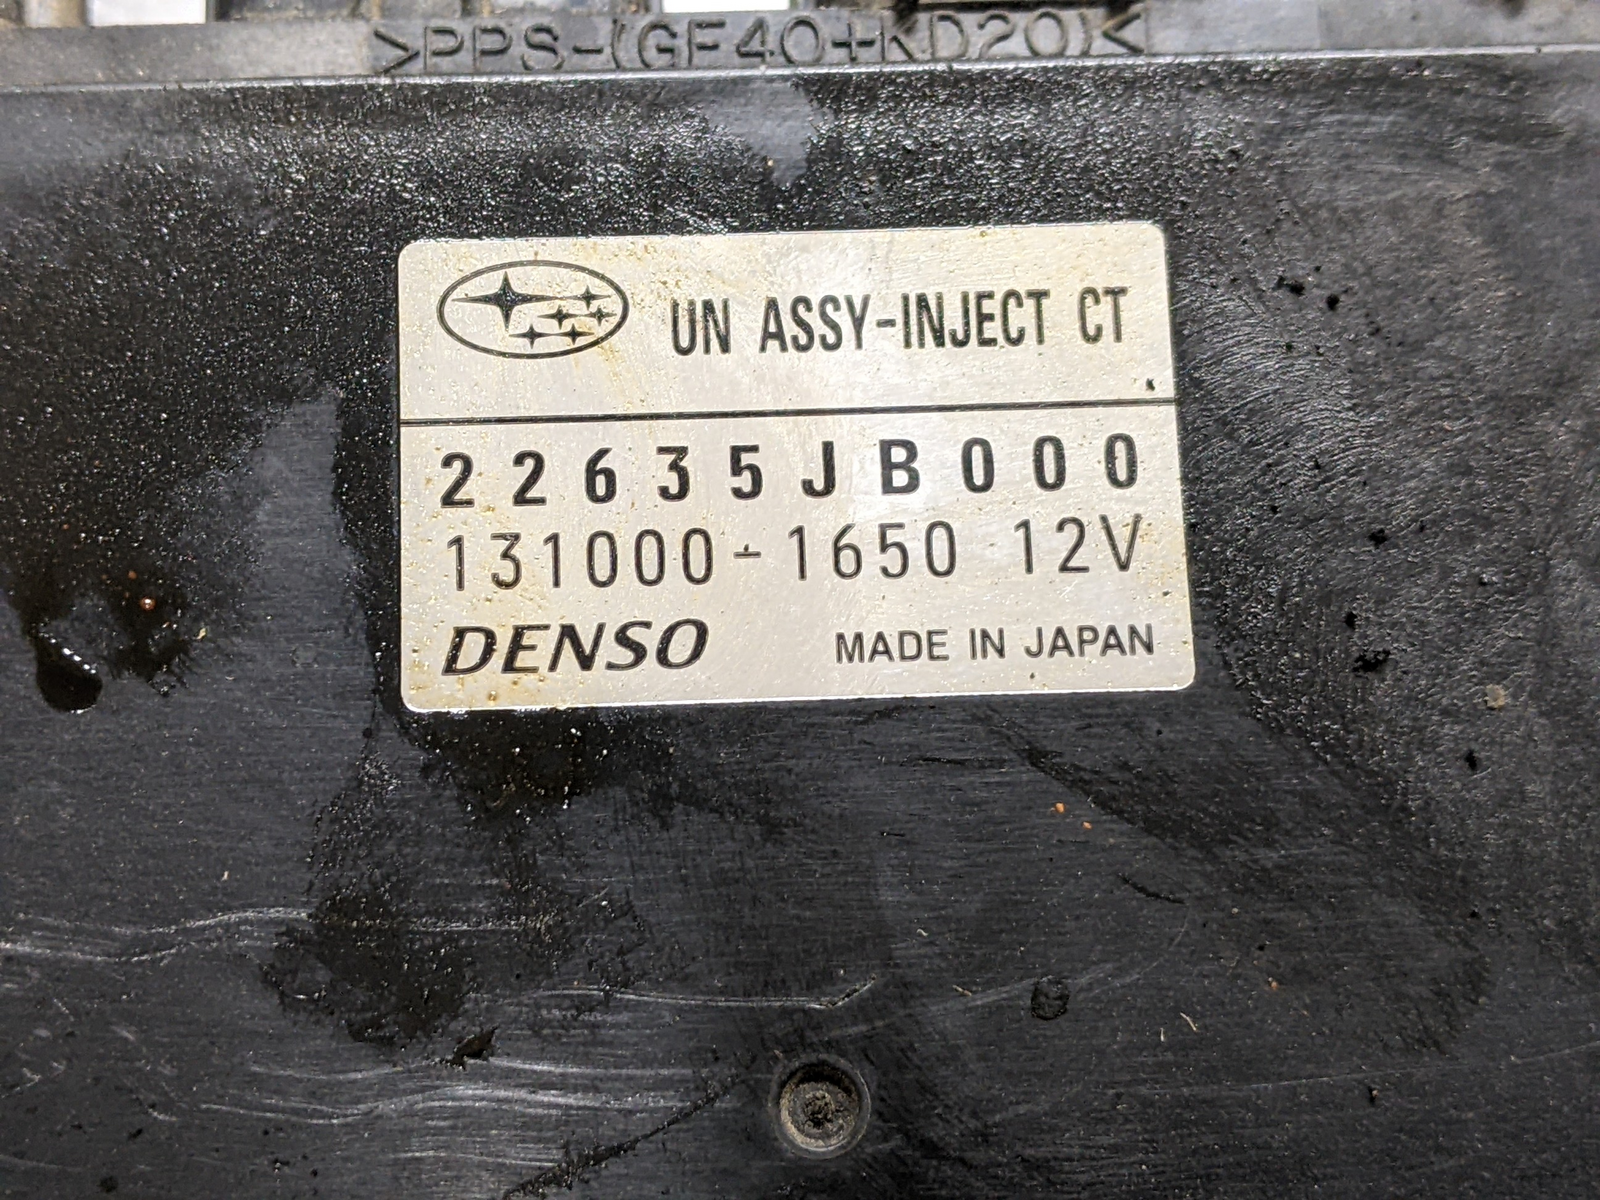 >PPS-(GF40+KD20)<
UN ASSY-INJECT CT
22635JB000
131000-1650 12V
DENSO MADE IN JAPAN